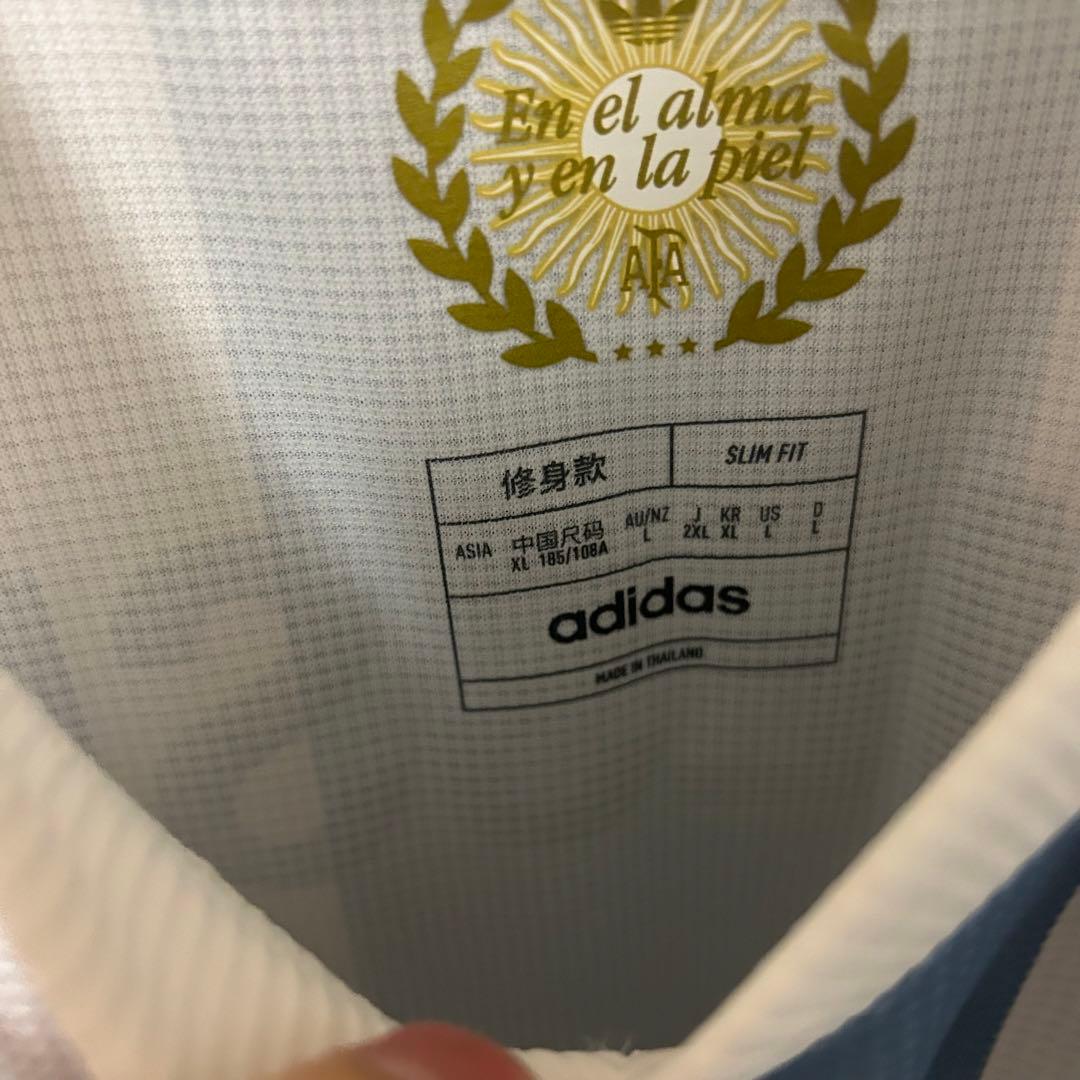 En el alma
y en la piel
AFA
修身款
SLIM FIT
ASIA 中国尺码 AU/NZ J KR US D
XL 185/108A L 2XL XL L L
adidas
MADE IN THAILAND